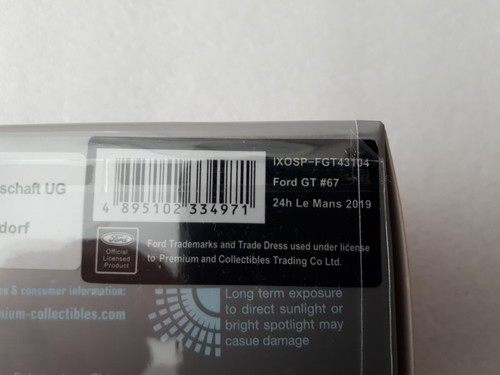 IXOSP-FGT43104
Ford GT #67
24h Le Mans 2019
4 895102 334971
schaft UG
dorf
Ford
Official
Licensed
Product
Ford Trademarks and Trade Dress used under license
to Premium and Collectibles Trading Co Ltd.
& consumer information:
mium-collectibles.com
Long term exposure
to direct sunlight or
bright spotlight may
casue damage